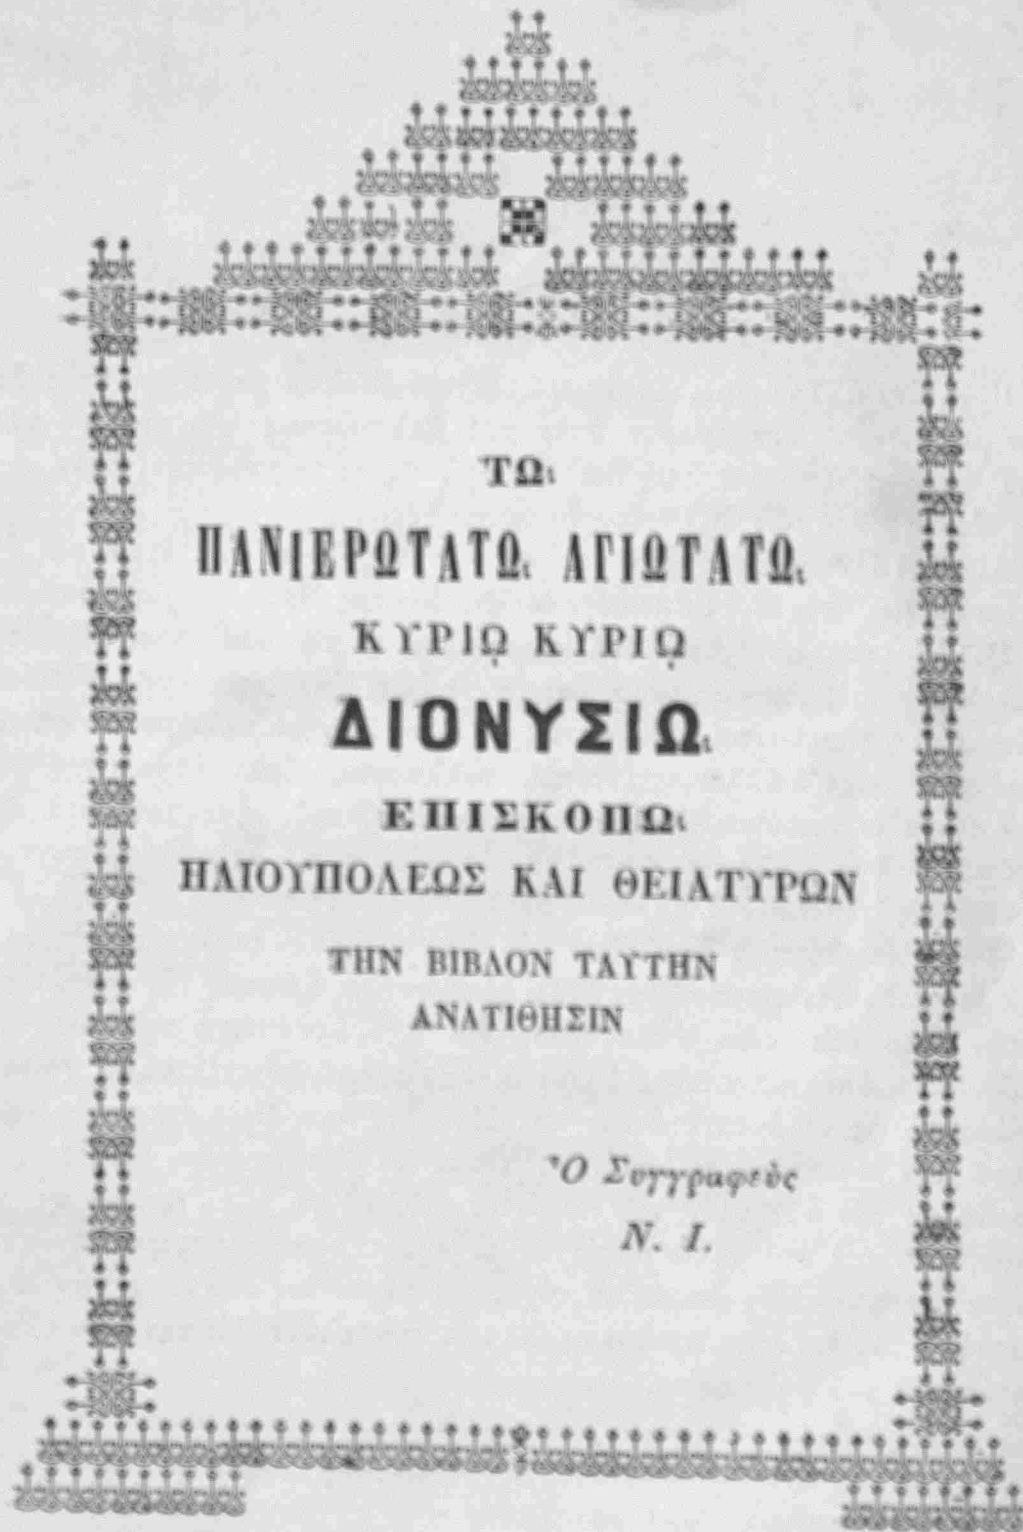 ΤΩι
ΠΑΝΙΕΡΩΤΑΤΩι ΑΓΙΩΤΑΤΩι
ΚΥΡΙῼ ΚΥΡΙῼ
ΔΙΟΝΥΣΙΩι
ΕΠΙΣΚΟΠΩι
ΗΛΙΟΥΠΟΛΕΩΣ ΚΑΙ ΘΕΙΑΤΥΡΩΝ
ΤΗΝ ΒΙΒΛΟΝ ΤΑΥΤΗΝ
ΑΝΑΤΙΘΗΣΙΝ
Ὁ Συγγραφεὺς
Ν. Ι.